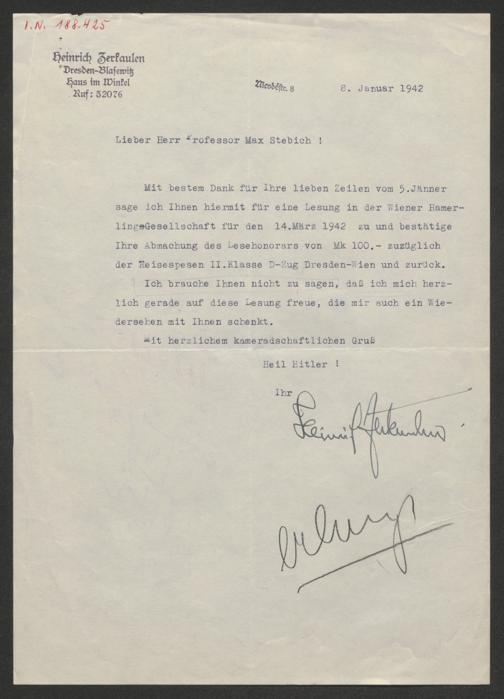 I.N. 188.425
Heinrich Zerkaulen
Dresden-Blasewitz
Haus im Winkel
Ruf: 32076
8. Januar 1942
Lieber Herr Professor Max Stebich !
Mit bestem Dank für Ihre lieben Zeilen vom 5.Jänner
sage ich Ihnen hiermit für eine Lesung in der Wiener Hamer-
lingsGesellschaft für den 14.März 1942 zu und bestätige
Ihre Abmachung des Lesehonorars von Mk 100.- zuzüglich
der Reisespesen II.Klasse D-Zug Dresden-Wien und zurück.
Ich brauche Ihnen nicht zu sagen, daß ich mich herz-
lich gerade auf diese Lesung freue, die mir auch ein Wie-
dersehen mit Ihnen schenkt.
Mit herzlichem kameradschaftlichen Gruß
Heil Hitler !
Ihr
Heinrich Zerkaulen